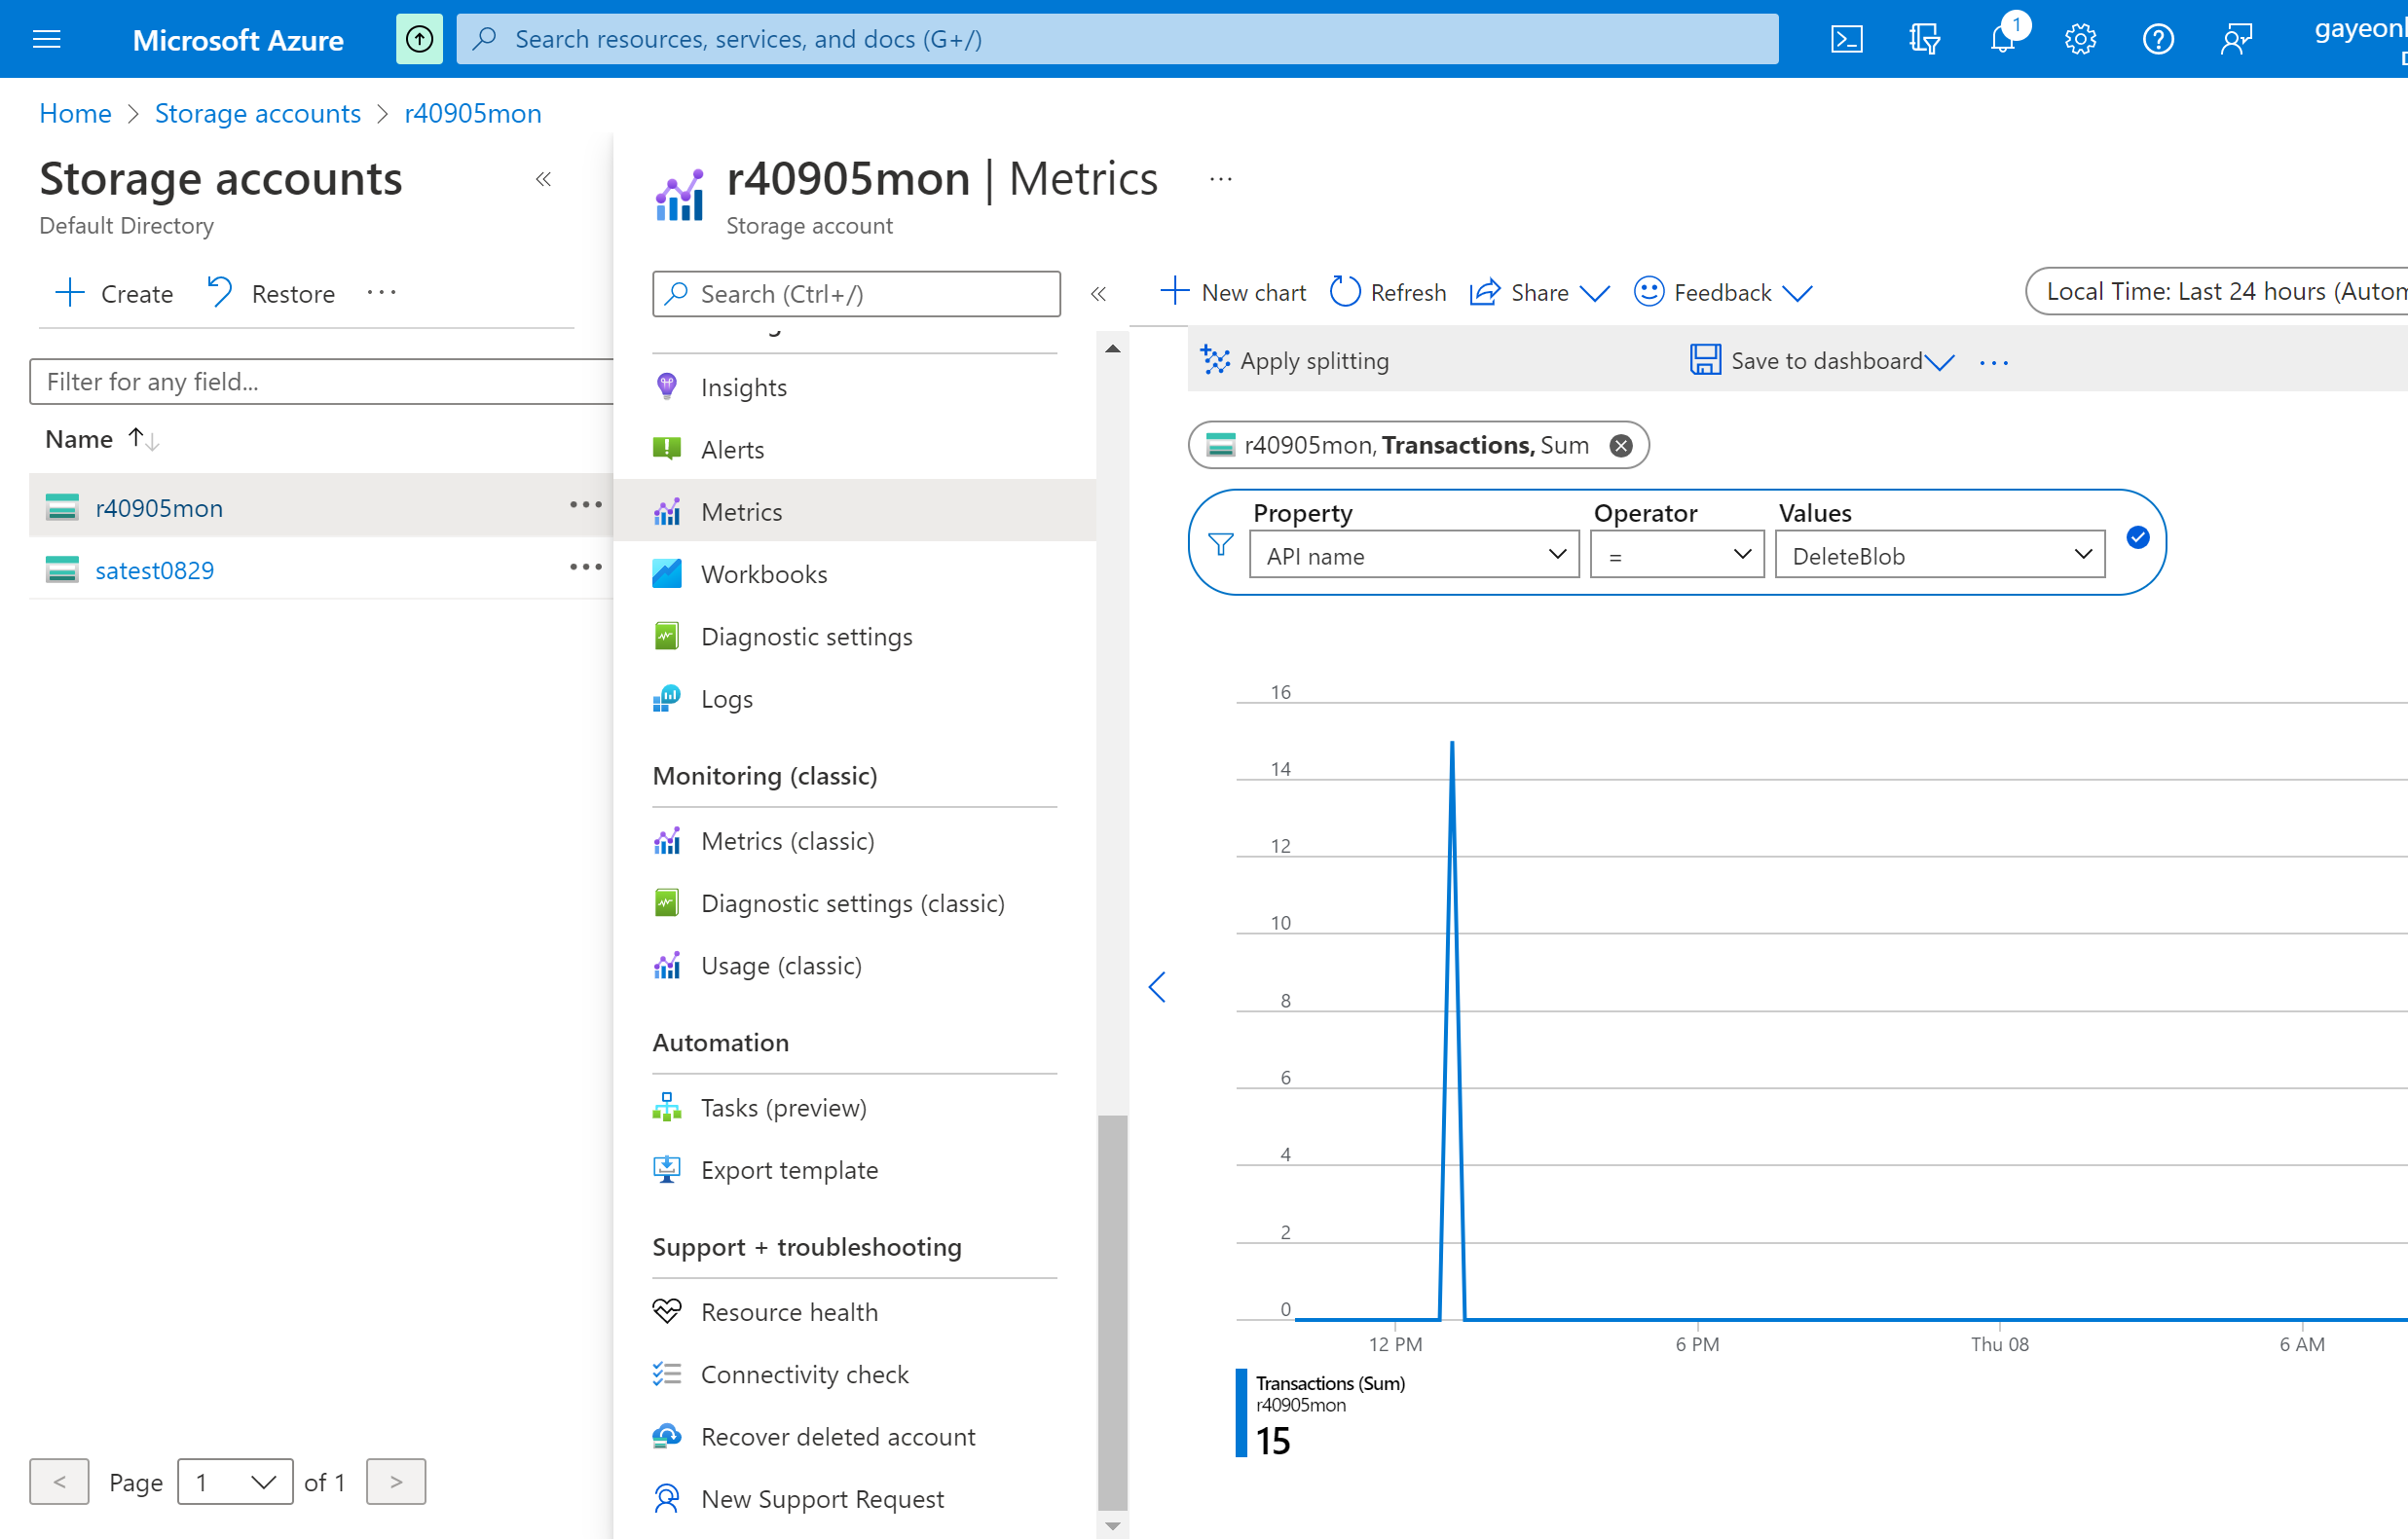 Microsoft Azure
Search resources, services, and docs (G+/)
1
gayeonl
Home > Storage accounts > r40905mon
Storage accounts «
Default Directory
+ Create Restore ...
Filter for any field...
Name ↑↓
r40905mon ...
satest0829 ...
< Page 1 of 1 >
r40905mon | Metrics ...
Storage account
Search (Ctrl+/) «
Insights
Alerts
Metrics
Workbooks
Diagnostic settings
Logs
Monitoring (classic)
Metrics (classic)
Diagnostic settings (classic)
Usage (classic)
Automation
Tasks (preview)
Export template
Support + troubleshooting
Resource health
Connectivity check
Recover deleted account
New Support Request
New chart Refresh Share Feedback
Local Time: Last 24 hours (Autom
Apply splitting Save to dashboard ...
r40905mon, Transactions, Sum
Property Operator Values
API name = DeleteBlob
16
14
12
10
8
6
4
2
0
12 PM 6 PM Thu 08 6 AM
Transactions (Sum)
r40905mon
15